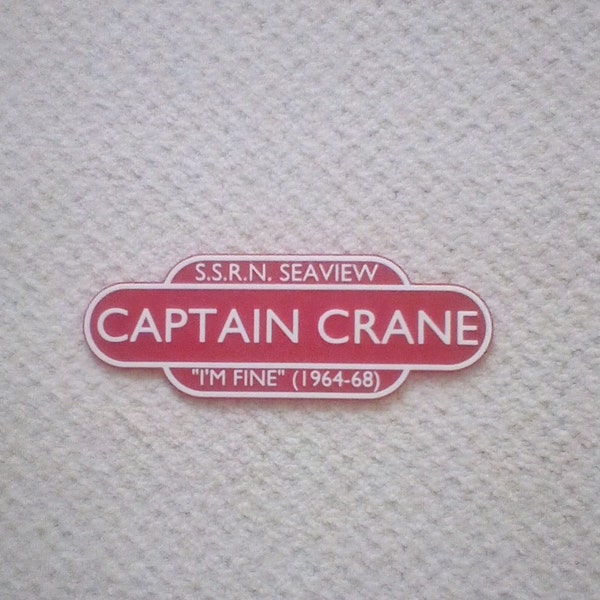 S.S.R.N. SEAVIEW
CAPTAIN CRANE
"I'M FINE" (1964-68)